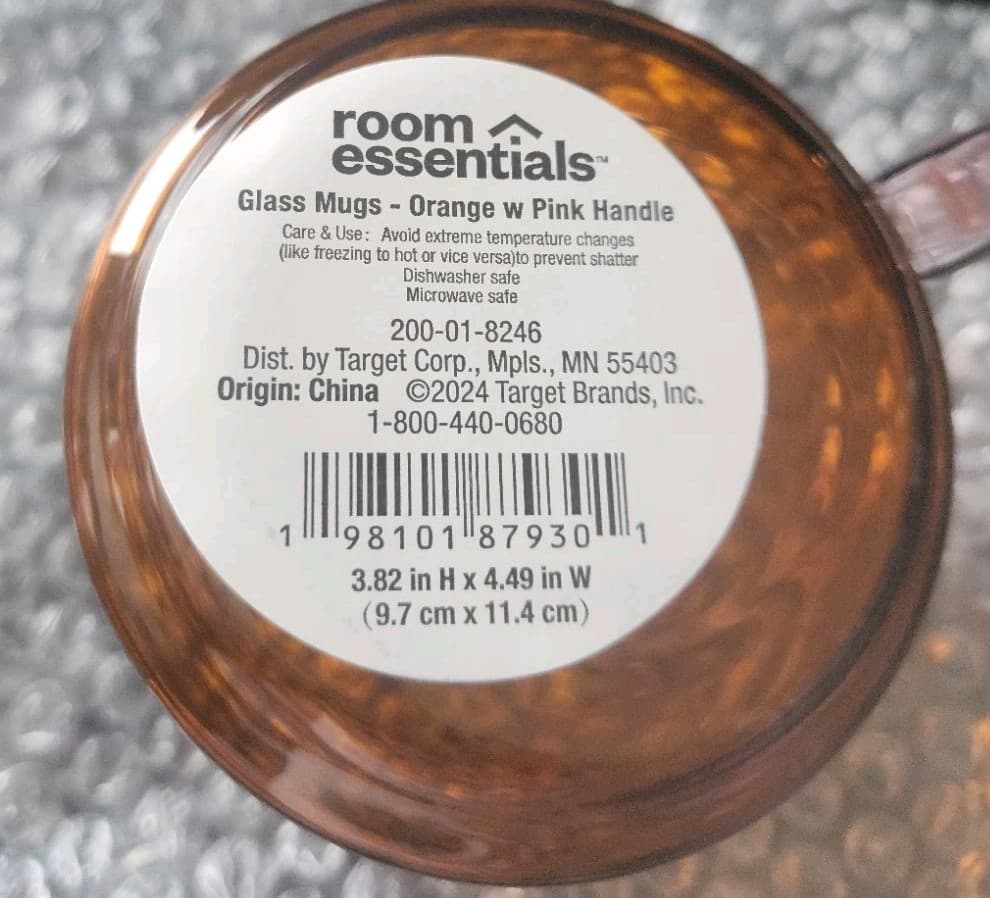 room
essentials™
Glass Mugs - Orange w Pink Handle
Care & Use: Avoid extreme temperature changes
(like freezing to hot or vice versa)to prevent shatter
Dishwasher safe
Microwave safe
200-01-8246
Dist. by Target Corp., Mpls., MN 55403
Origin: China ©2024 Target Brands, Inc.
1-800-440-0680
1 98101 87930 1
3.82 in H x 4.49 in W
(9.7 cm x 11.4 cm)